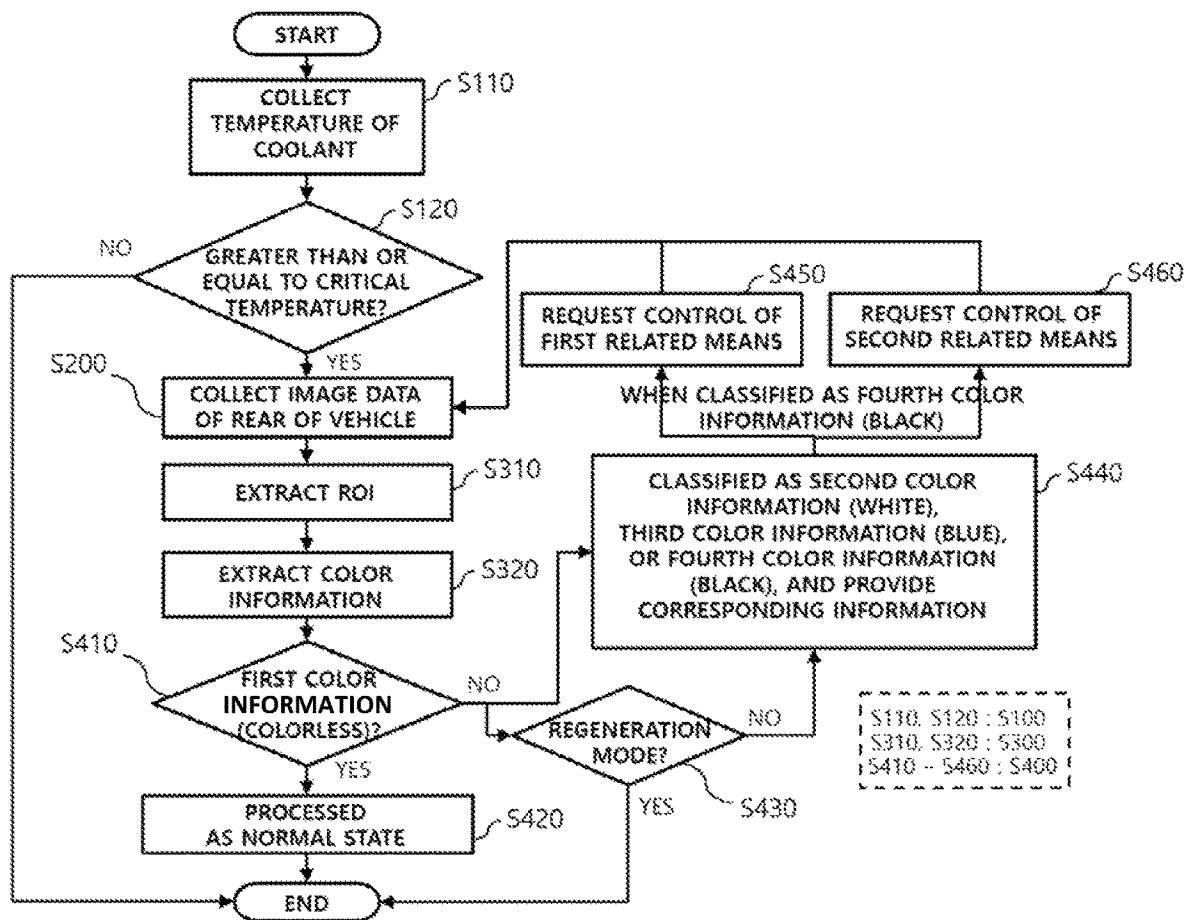 START
S110
COLLECT
TEMPERATURE OF
COOLANT
S120
NO
GREATER THAN OR
EQUAL TO CRITICAL
TEMPERATURE?
YES
S450
S460
REQUEST CONTROL OF
FIRST RELATED MEANS
REQUEST CONTROL OF
SECOND RELATED MEANS
S200
COLLECT IMAGE DATA
OF REAR OF VEHICLE
WHEN CLASSIFIED AS FOURTH COLOR
INFORMATION (BLACK)
S310
EXTRACT ROI
S440
CLASSIFIED AS SECOND COLOR
INFORMATION (WHITE),
THIRD COLOR INFORMATION (BLUE),
OR FOURTH COLOR INFORMATION
(BLACK), AND PROVIDE
CORRESPONDING INFORMATION
S320
EXTRACT COLOR
INFORMATION
S410
FIRST COLOR
INFORMATION
(COLORLESS)?
NO
YES
REGENERATION
MODE?
NO
S430
YES
S110, S120 : S100
S310, S320 : S300
S410 ~ S460 : S400
PROCESSED
AS NORMAL STATE
S420
END